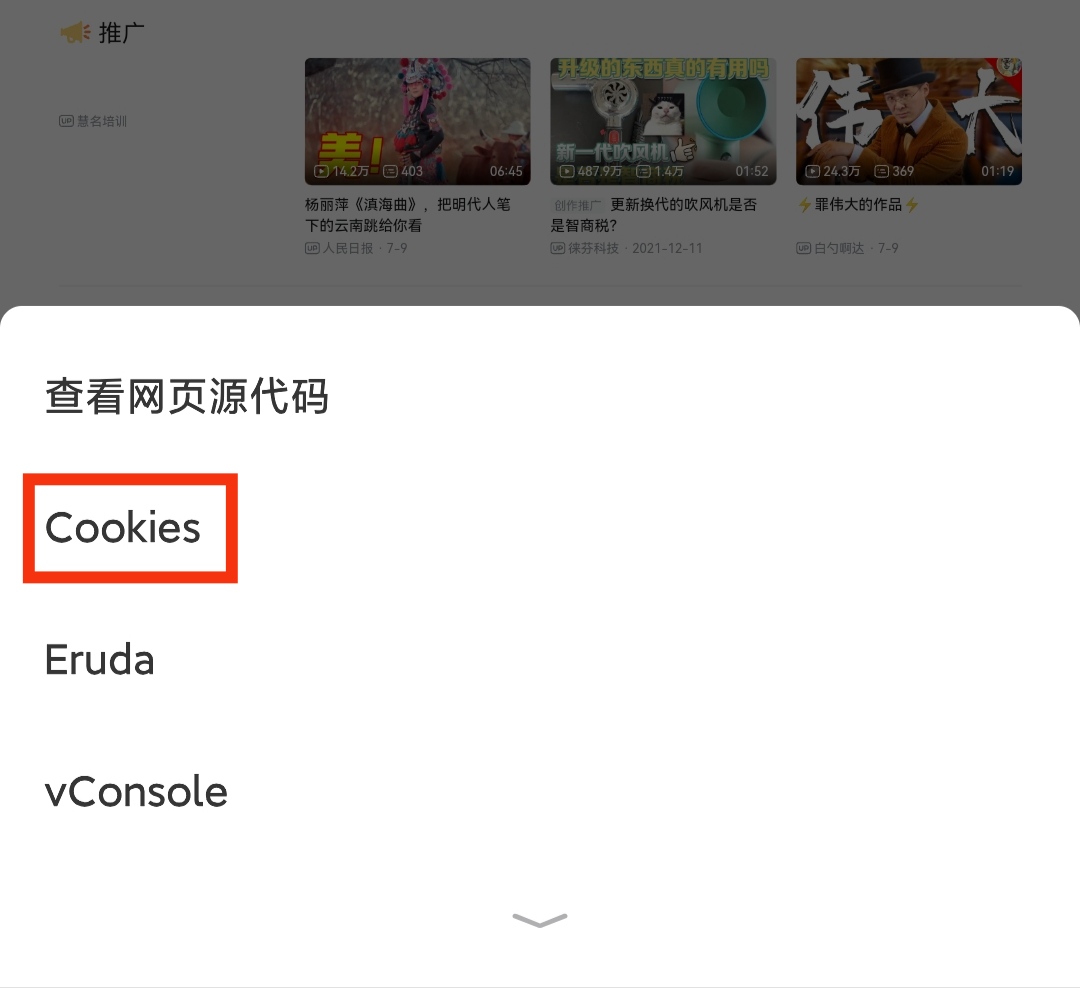 推广
UP 慧名培训
美!
14.2万 403 06:45
升级的东西真的有用吗
新一代吹风机
487.9万 1.4万 01:52
伟大
24.3万 369 01:19
杨丽萍《滇海曲》，把明代人笔
下的云南跳给你看
UP 人民日报 · 7-9
创作推广 更新换代的吹风机是否
是智商税？
UP 徕芬科技 · 2021-12-11
⚡罪伟大的作品⚡
UP 白勺啊达 · 7-9
查看网页源代码
Cookies
Eruda
vConsole